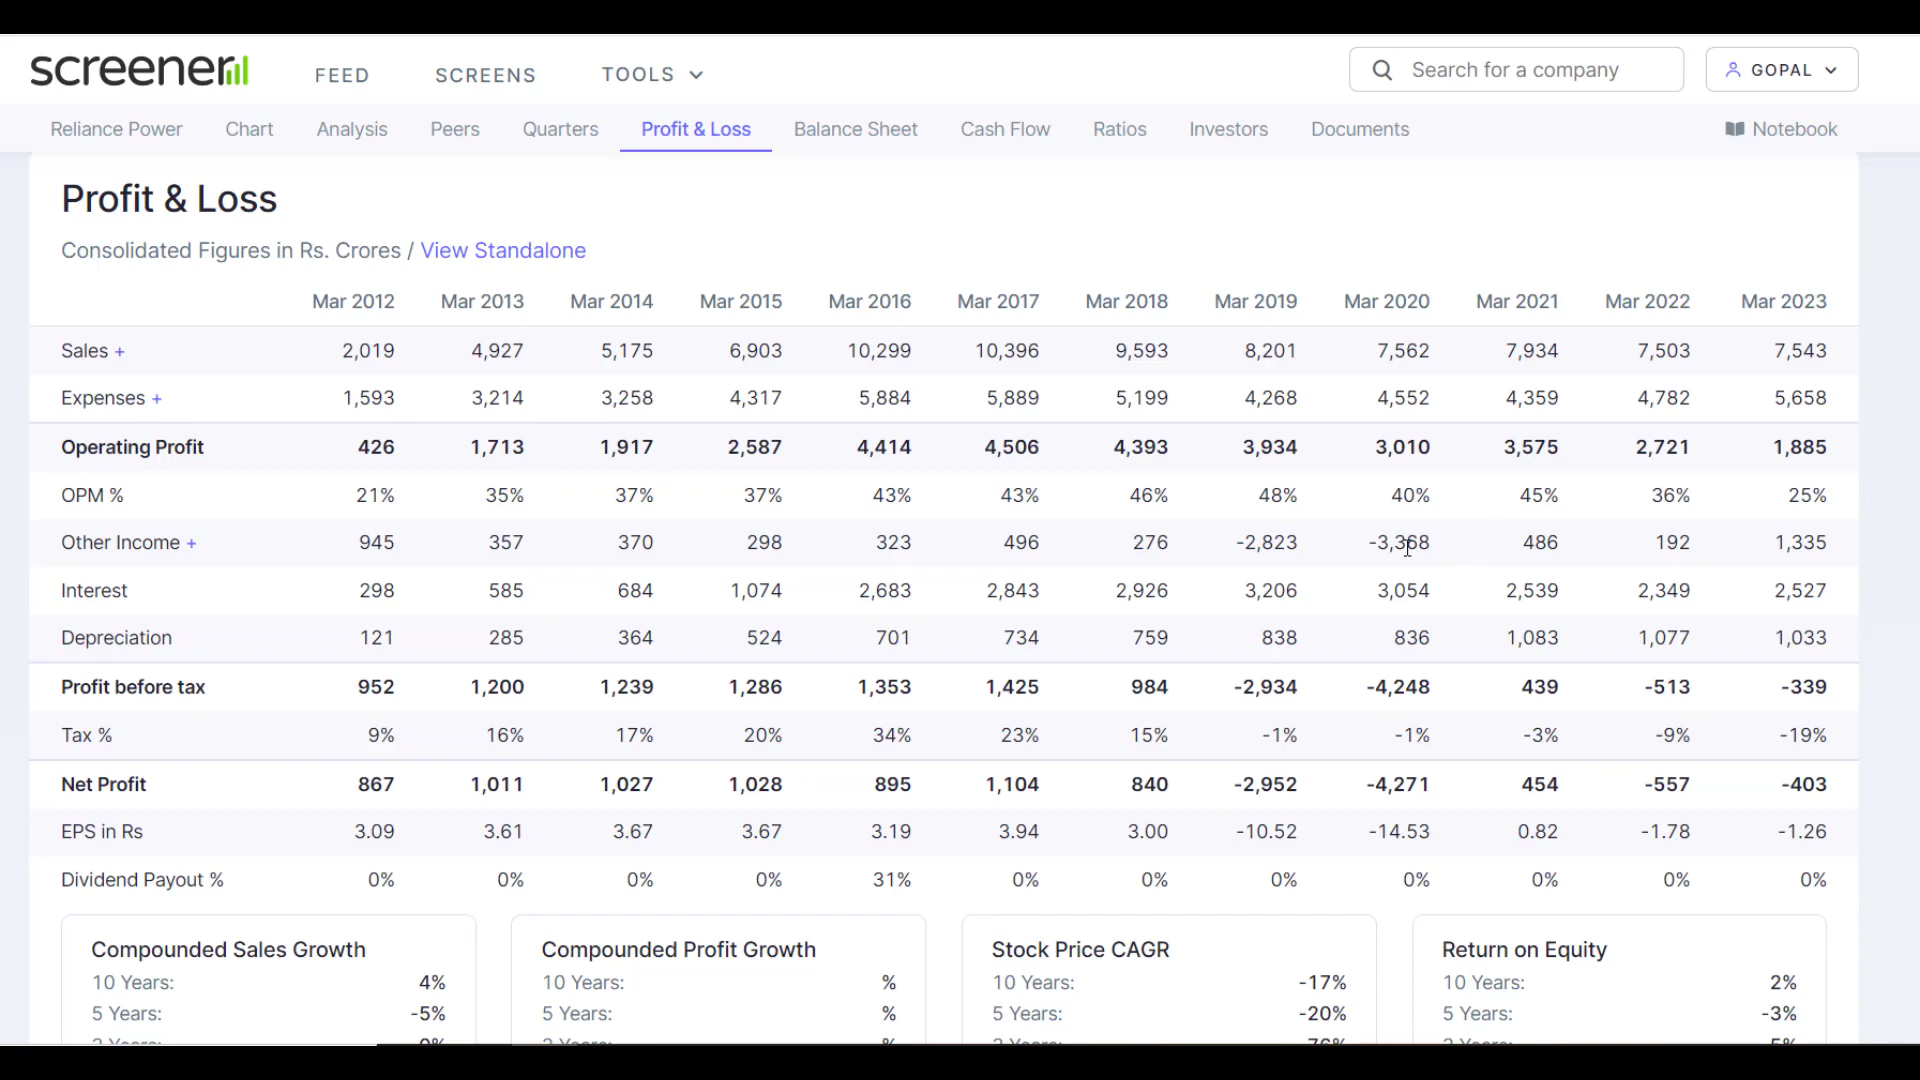 screener FEED SCREENS TOOLS Search for a company GOPAL
Reliance Power Chart Analysis Peers Quarters Profit & Loss Balance Sheet Cash Flow Ratios Investors Documents Notebook
Profit & Loss
Consolidated Figures in Rs. Crores / View Standalone
Mar 2012 Mar 2013 Mar 2014 Mar 2015 Mar 2016 Mar 2017 Mar 2018 Mar 2019 Mar 2020 Mar 2021 Mar 2022 Mar 2023
Sales + 2,019 4,927 5,175 6,903 10,299 10,396 9,593 8,201 7,562 7,934 7,503 7,543
Expenses + 1,593 3,214 3,258 4,317 5,884 5,889 5,199 4,268 4,552 4,359 4,782 5,658
Operating Profit 426 1,713 1,917 2,587 4,414 4,506 4,393 3,934 3,010 3,575 2,721 1,885
OPM % 21% 35% 37% 37% 43% 43% 46% 48% 40% 45% 36% 25%
Other Income + 945 357 370 298 323 496 276 -2,823 -3,368 486 192 1,335
Interest 298 585 684 1,074 2,683 2,843 2,926 3,206 3,054 2,539 2,349 2,527
Depreciation 121 285 364 524 701 734 759 838 836 1,083 1,077 1,033
Profit before tax 952 1,200 1,239 1,286 1,353 1,425 984 -2,934 -4,248 439 -513 -339
Tax % 9% 16% 17% 20% 34% 23% 15% -1% -1% -3% -9% -19%
Net Profit 867 1,011 1,027 1,028 895 1,104 840 -2,952 -4,271 454 -557 -403
EPS in Rs 3.09 3.61 3.67 3.67 3.19 3.94 3.00 -10.52 -14.53 0.82 -1.78 -1.26
Dividend Payout % 0% 0% 0% 0% 31% 0% 0% 0% 0% 0% 0% 0%
Compounded Sales Growth Compounded Profit Growth Stock Price CAGR Return on Equity
10 Years: 4% 10 Years: % 10 Years: -17% 10 Years: 2%
5 Years: -5% 5 Years: % 5 Years: -20% 5 Years: -3%